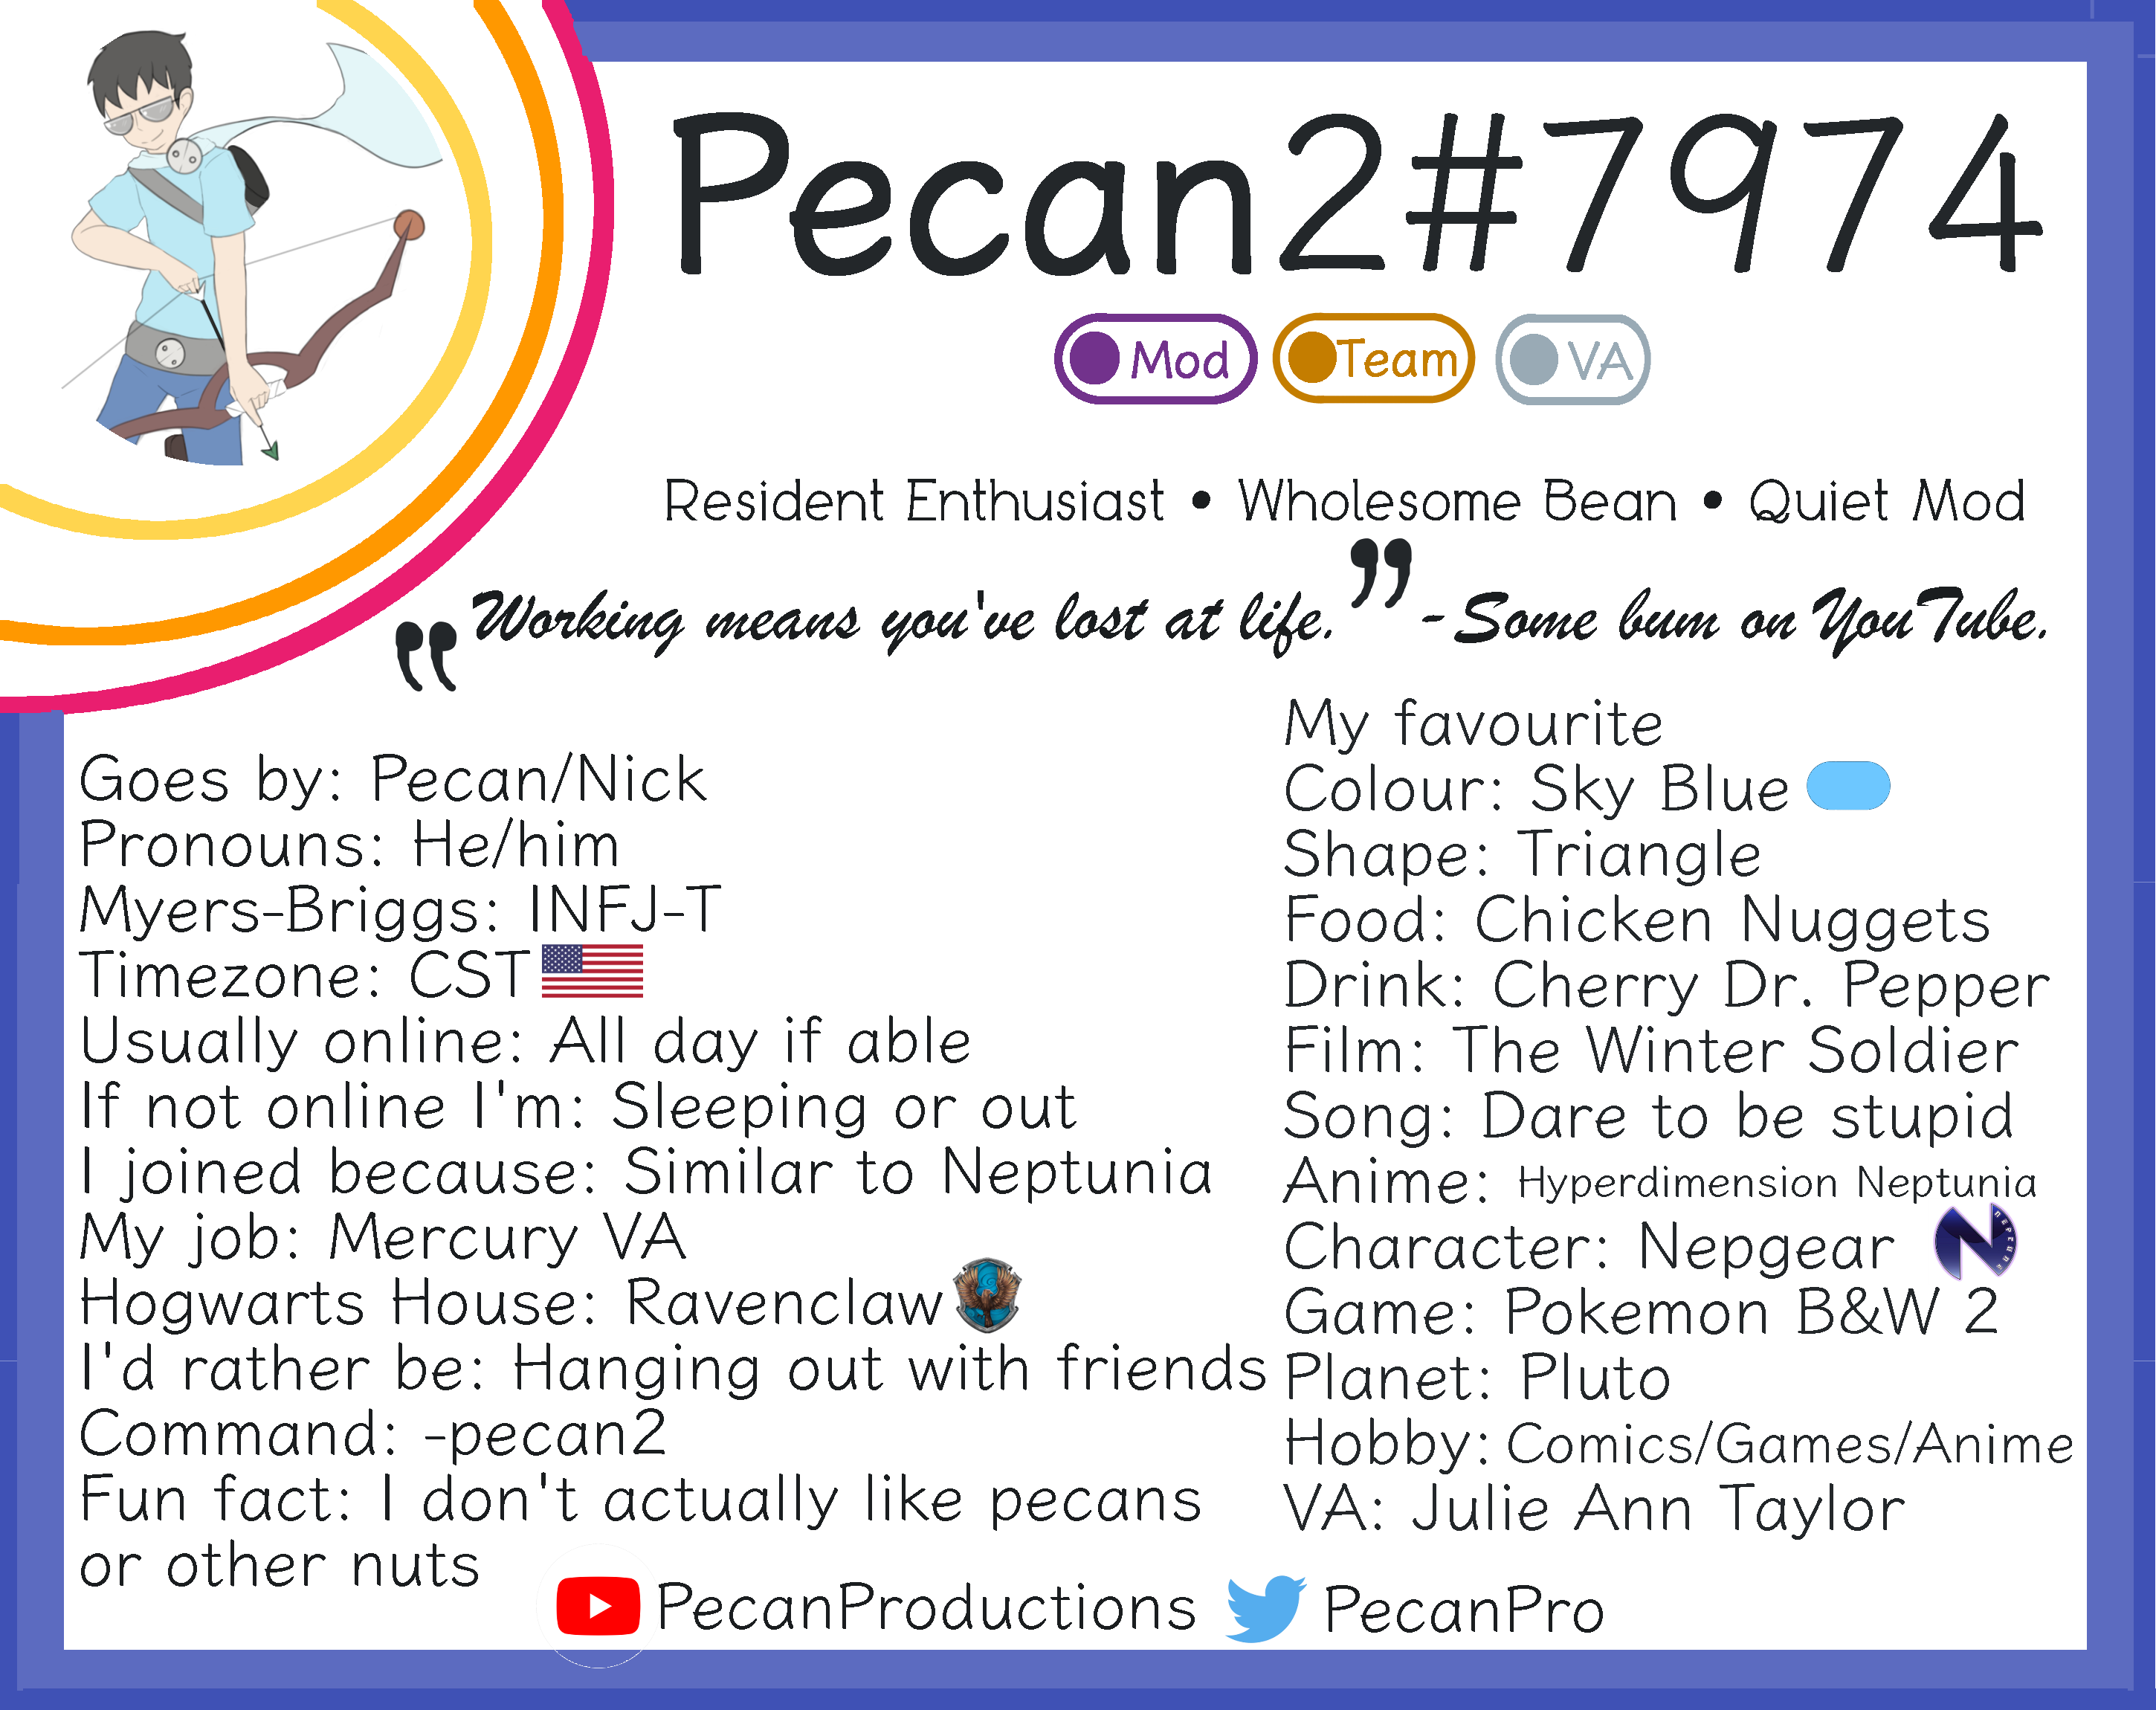 Pecan2#7974
Mod Team VA
Resident Enthusiast • Wholesome Bean • Quiet Mod
"Working means you've lost at life." - Some bum on YouTube.
Goes by: Pecan/Nick
Pronouns: He/him
Myers-Briggs: INFJ-T
Timezone: CST
Usually online: All day if able
If not online I'm: Sleeping or out
I joined because: Similar to Neptunia
My job: Mercury VA
Hogwarts House: Ravenclaw
I'd rather be: Hanging out with friends
Command: -pecan2
Fun fact: I don't actually like pecans
or other nuts
My favourite
Colour: Sky Blue
Shape: Triangle
Food: Chicken Nuggets
Drink: Cherry Dr. Pepper
Film: The Winter Soldier
Song: Dare to be stupid
Anime: Hyperdimension Neptunia
Character: Nepgear
N NEPTUNE
Game: Pokemon B&W 2
Planet: Pluto
Hobby: Comics/Games/Anime
VA: Julie Ann Taylor
PecanProductions
PecanPro